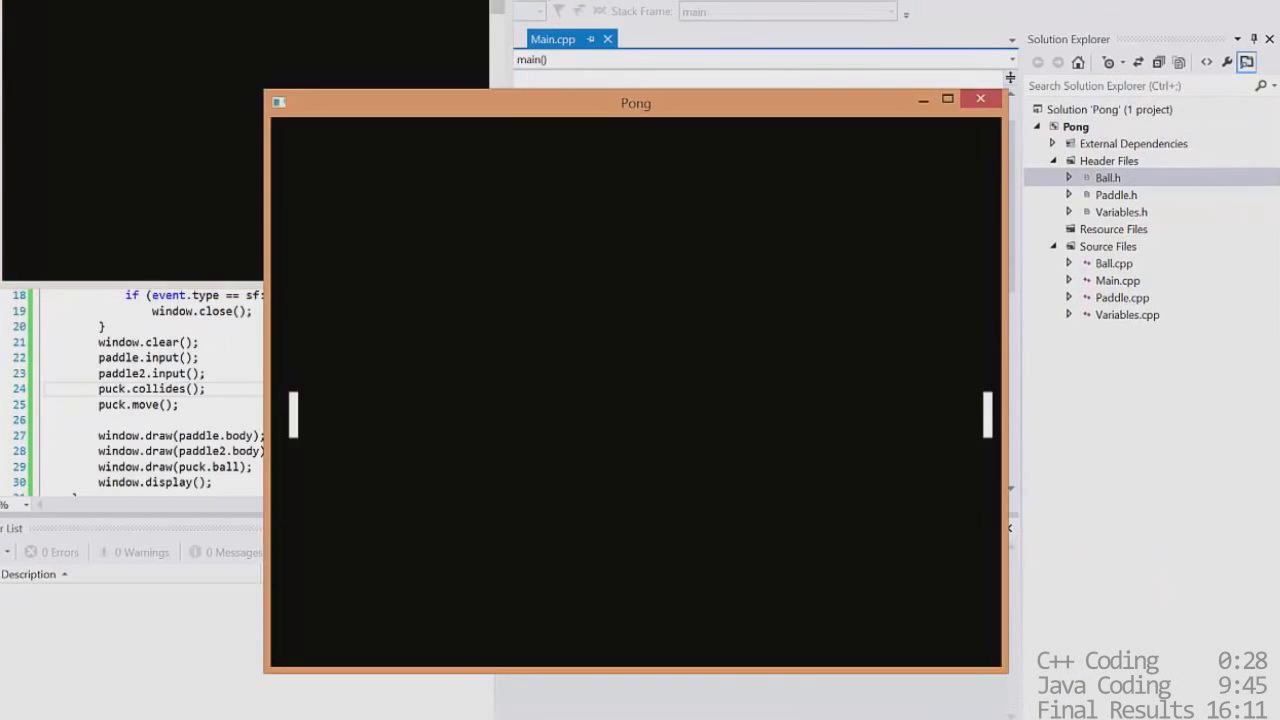 Stack Frame: main
Main.cpp
main()
Solution Explorer
Search Solution Explorer (Ctrl+;)
Solution 'Pong' (1 project)
Pong
External Dependencies
Header Files
Ball.h
Paddle.h
Variables.h
Resource Files
Source Files
Ball.cpp
Main.cpp
Paddle.cpp
Variables.cpp
Pong
18 if (event.type == sf:
19 window.close();
20 }
21 window.clear();
22 paddle.input();
23 paddle2.input();
24 puck.collides();
25 puck.move();
26
27 window.draw(paddle.body);
28 window.draw(paddle2.body)
29 window.draw(puck.ball);
30 window.display();
%
r List
0 Errors 0 Warnings 0 Messages
Description
C++ Coding 0:28
Java Coding 9:45
Final Results 16:11